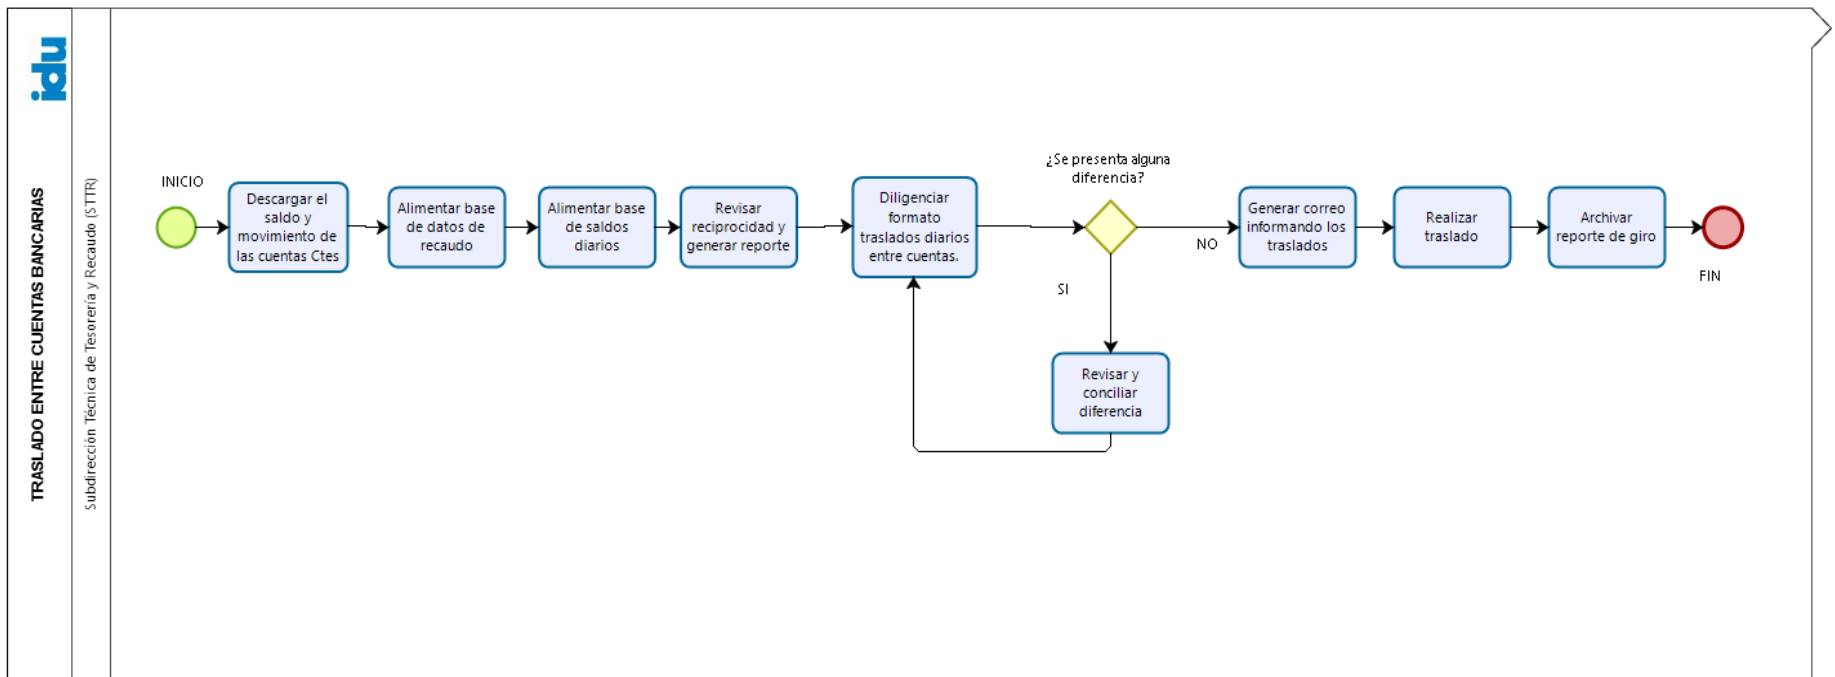 idu
TRASLADO ENTRE CUENTAS BANCARIAS
Subdirección Técnica de Tesorería y Recaudo (STTR)
INICIO
Descargar el
saldo y
movimiento de
las cuentas Ctes
Alimentar base
de datos de
recaudo
Alimentar base
de saldos
diarios
Revisar
reciprocidad y
generar reporte
Diligenciar
formato
traslados diarios
entre cuentas.
¿Se presenta alguna
diferencia?
SI
Revisar y
conciliar
diferencia
NO
Generar correo
informando los
traslados
Realizar
traslado
Archivar
reporte de giro
FIN